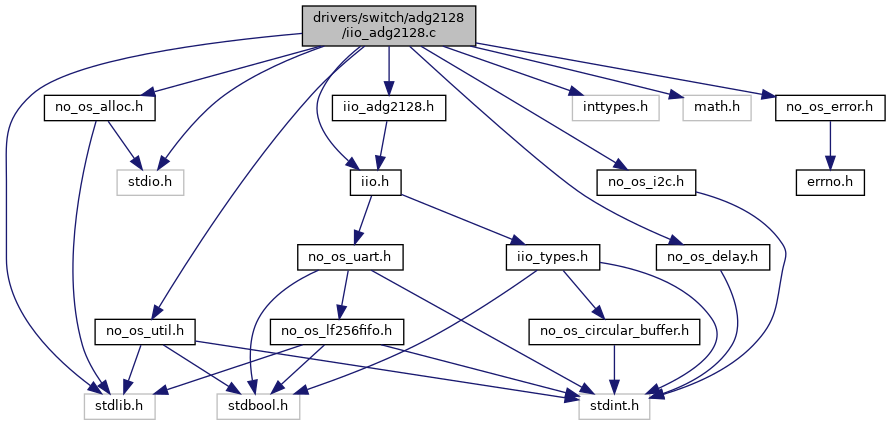 drivers/switch/adg2128
/iio_adg2128.c
no_os_alloc.h
iio_adg2128.h
inttypes.h
math.h
no_os_error.h
stdio.h
iio.h
no_os_i2c.h
errno.h
no_os_uart.h
iio_types.h
no_os_delay.h
no_os_util.h
no_os_lf256fifo.h
no_os_circular_buffer.h
stdlib.h
stdbool.h
stdint.h